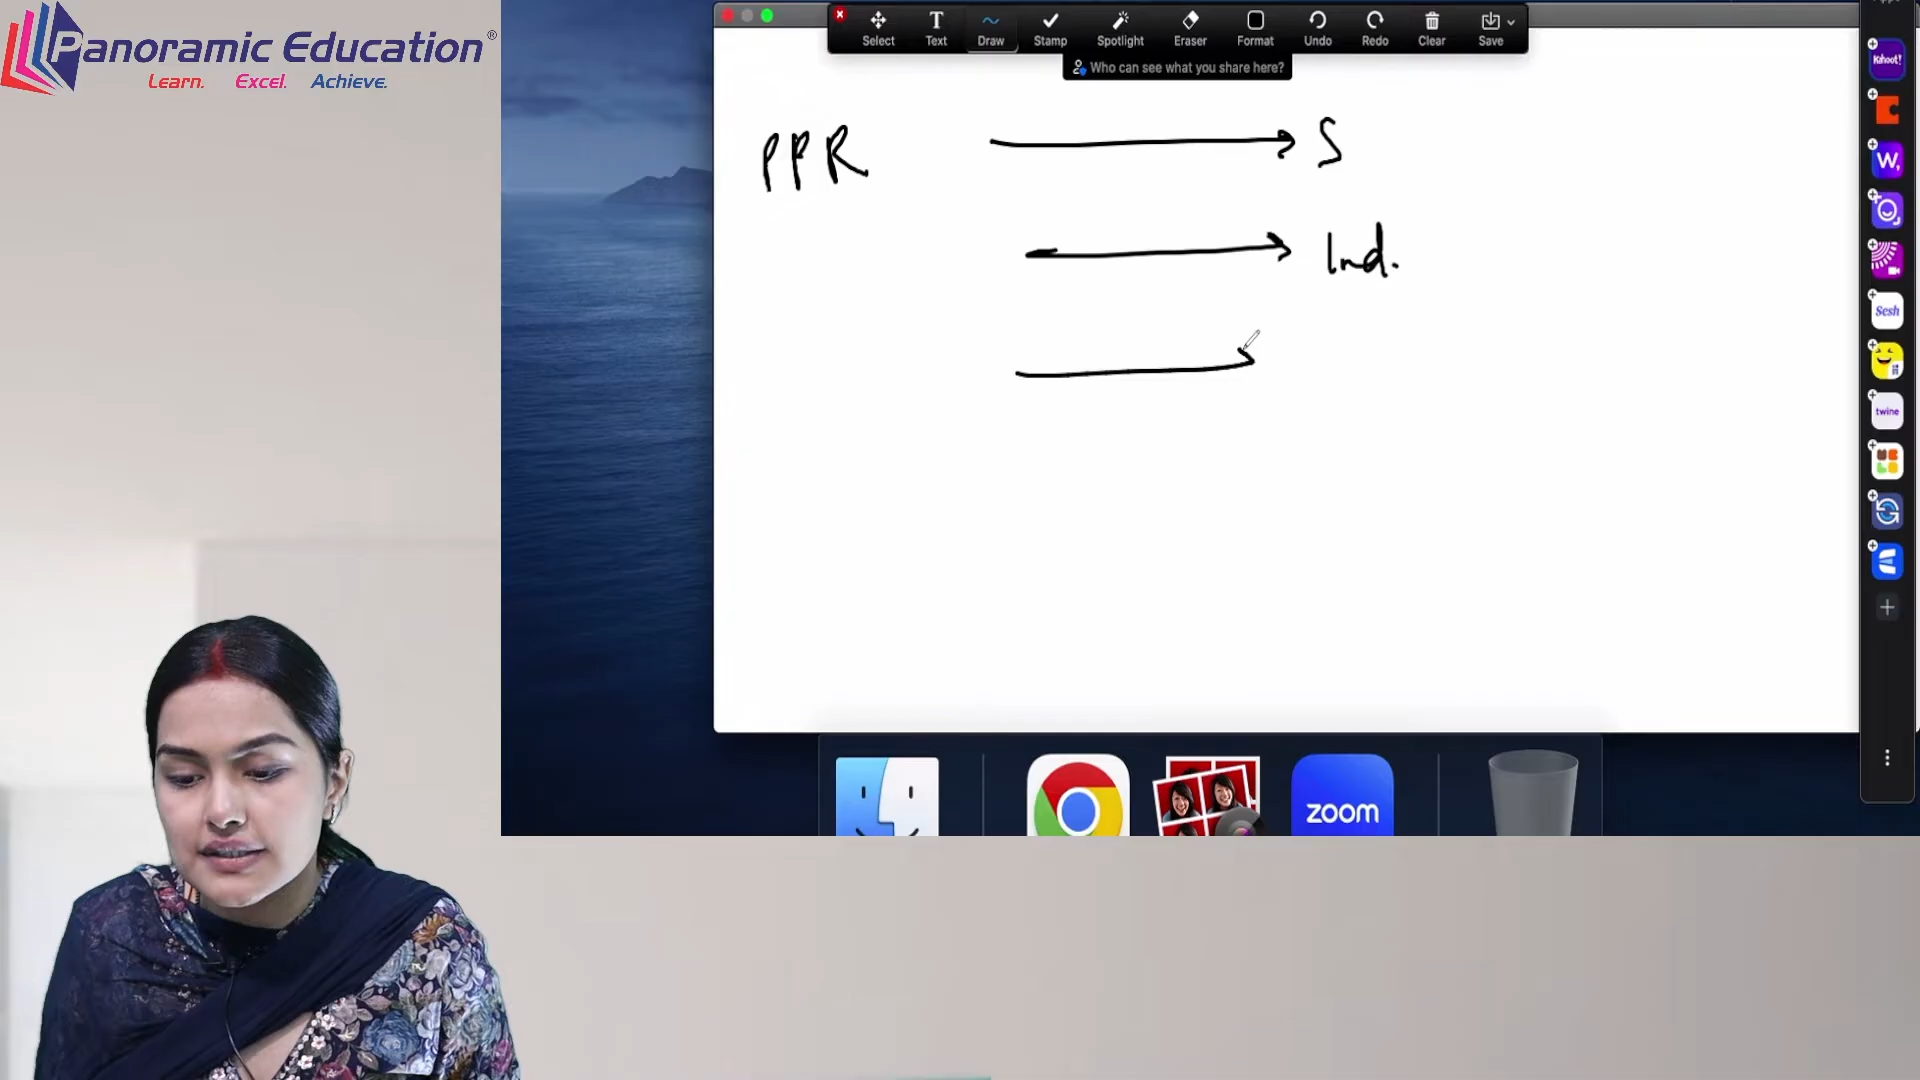 Panoramic Education®
Learn. Excel. Achieve.
Select Text Draw Stamp Spotlight Eraser Format Undo Redo Clear Save
Who can see what you share here?
PPR S
Ind.
Kahoot!
W,
Sesh
twine
zoom